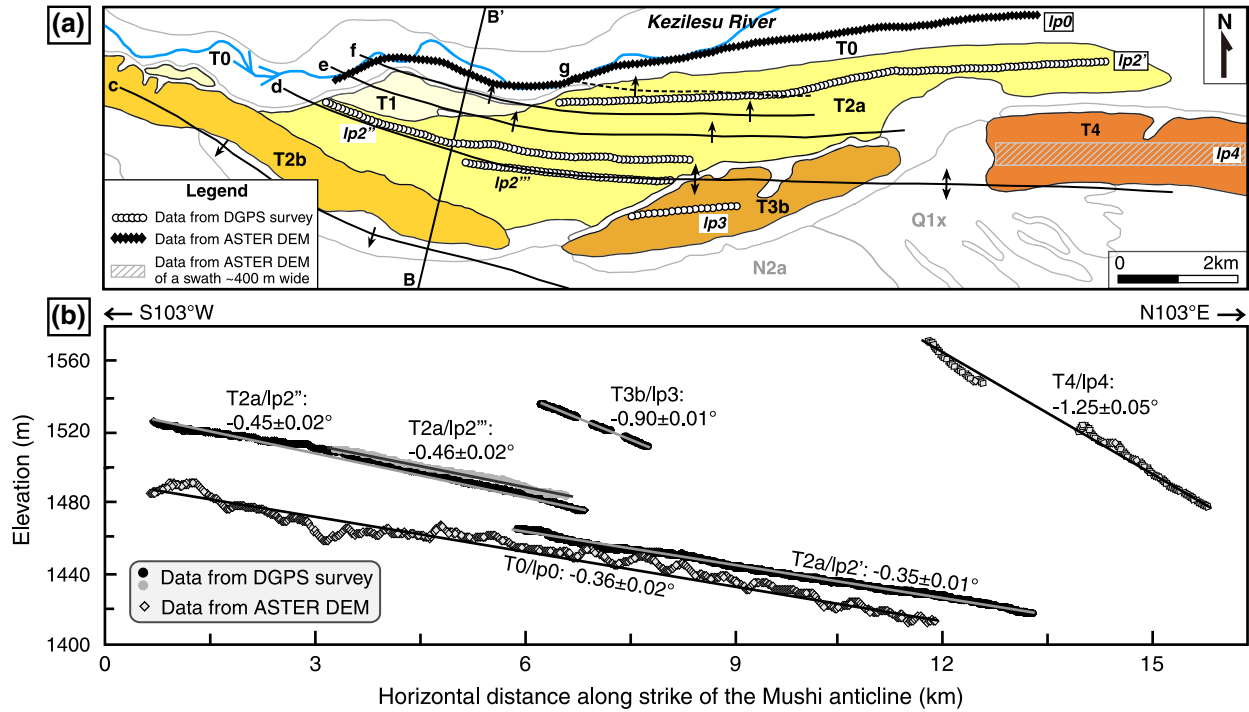 (a)
B'
Kezilesu River
lp0
N
T0
T0
f
e
g
lp2'
c
d
T1
T2a
T4
lp2''
lp4
T2b
lp2'''
T3b
Legend
lp3
Q1x
Data from DGPS survey
Data from ASTER DEM
N2a
Data from ASTER DEM
of a swath ~400 m wide
B
0 2km
(b)
← S103°W
N103°E →
1560
T2a/lp2'':
-0.45±0.02°
T3b/lp3:
-0.90±0.01°
T4/lp4:
-1.25±0.05°
1520
T2a/lp2''':
-0.46±0.02°
Elevation (m)
1480
1440
T0/lp0: -0.36±0.02°
T2a/lp2': -0.35±0.01°
Data from DGPS survey
Data from ASTER DEM
1400
0 3 6 9 12 15
Horizontal distance along strike of the Mushi anticline (km)